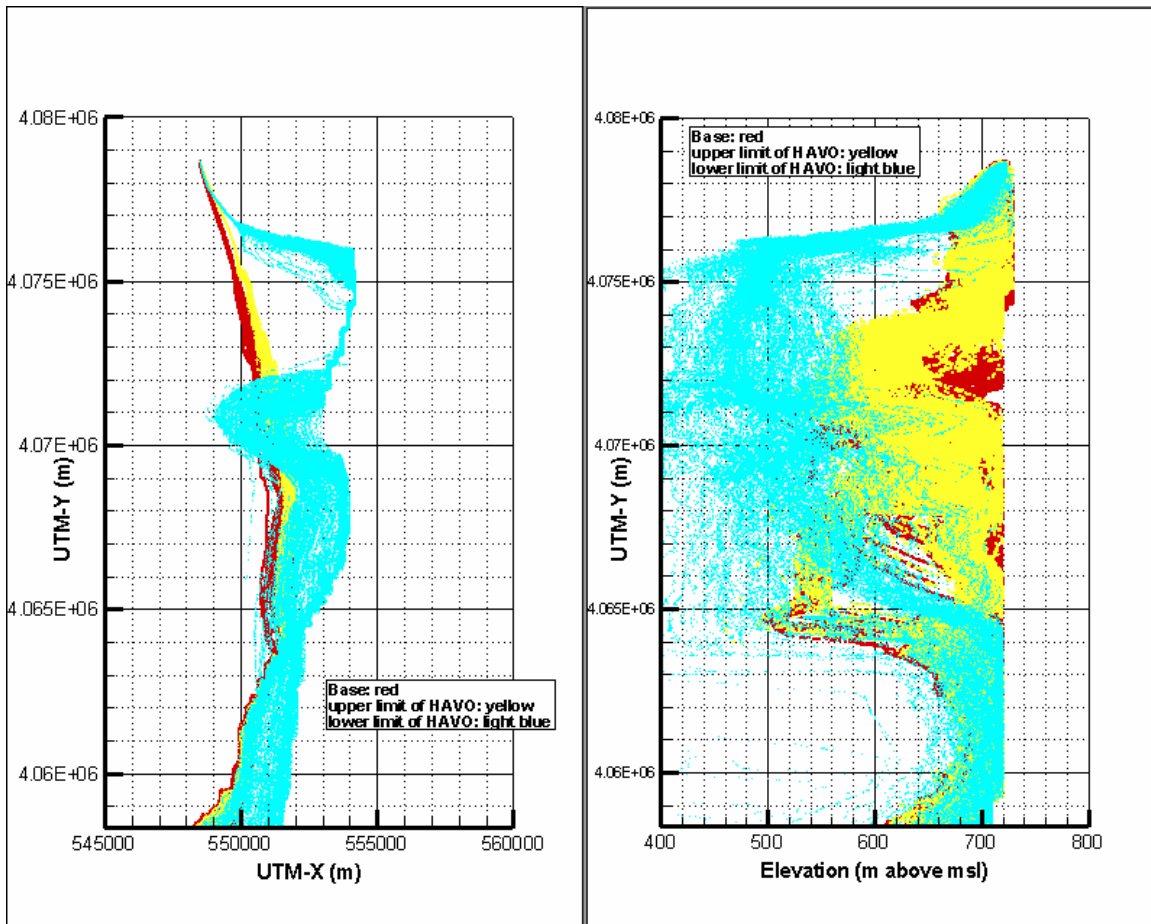 4.08E+06
4.075E+06
4.07E+06
4.065E+06
4.06E+06
UTM-Y (m)
545000 550000 555000 560000
UTM-X (m)
Base: red
upper limit of HAVO: yellow
lower limit of HAVO: light blue
4.08E+06
4.075E+06
4.07E+06
4.065E+06
4.06E+06
UTM-Y (m)
Base: red
upper limit of HAVO: yellow
lower limit of HAVO: light blue
400 500 600 700 800
Elevation (m above msl)